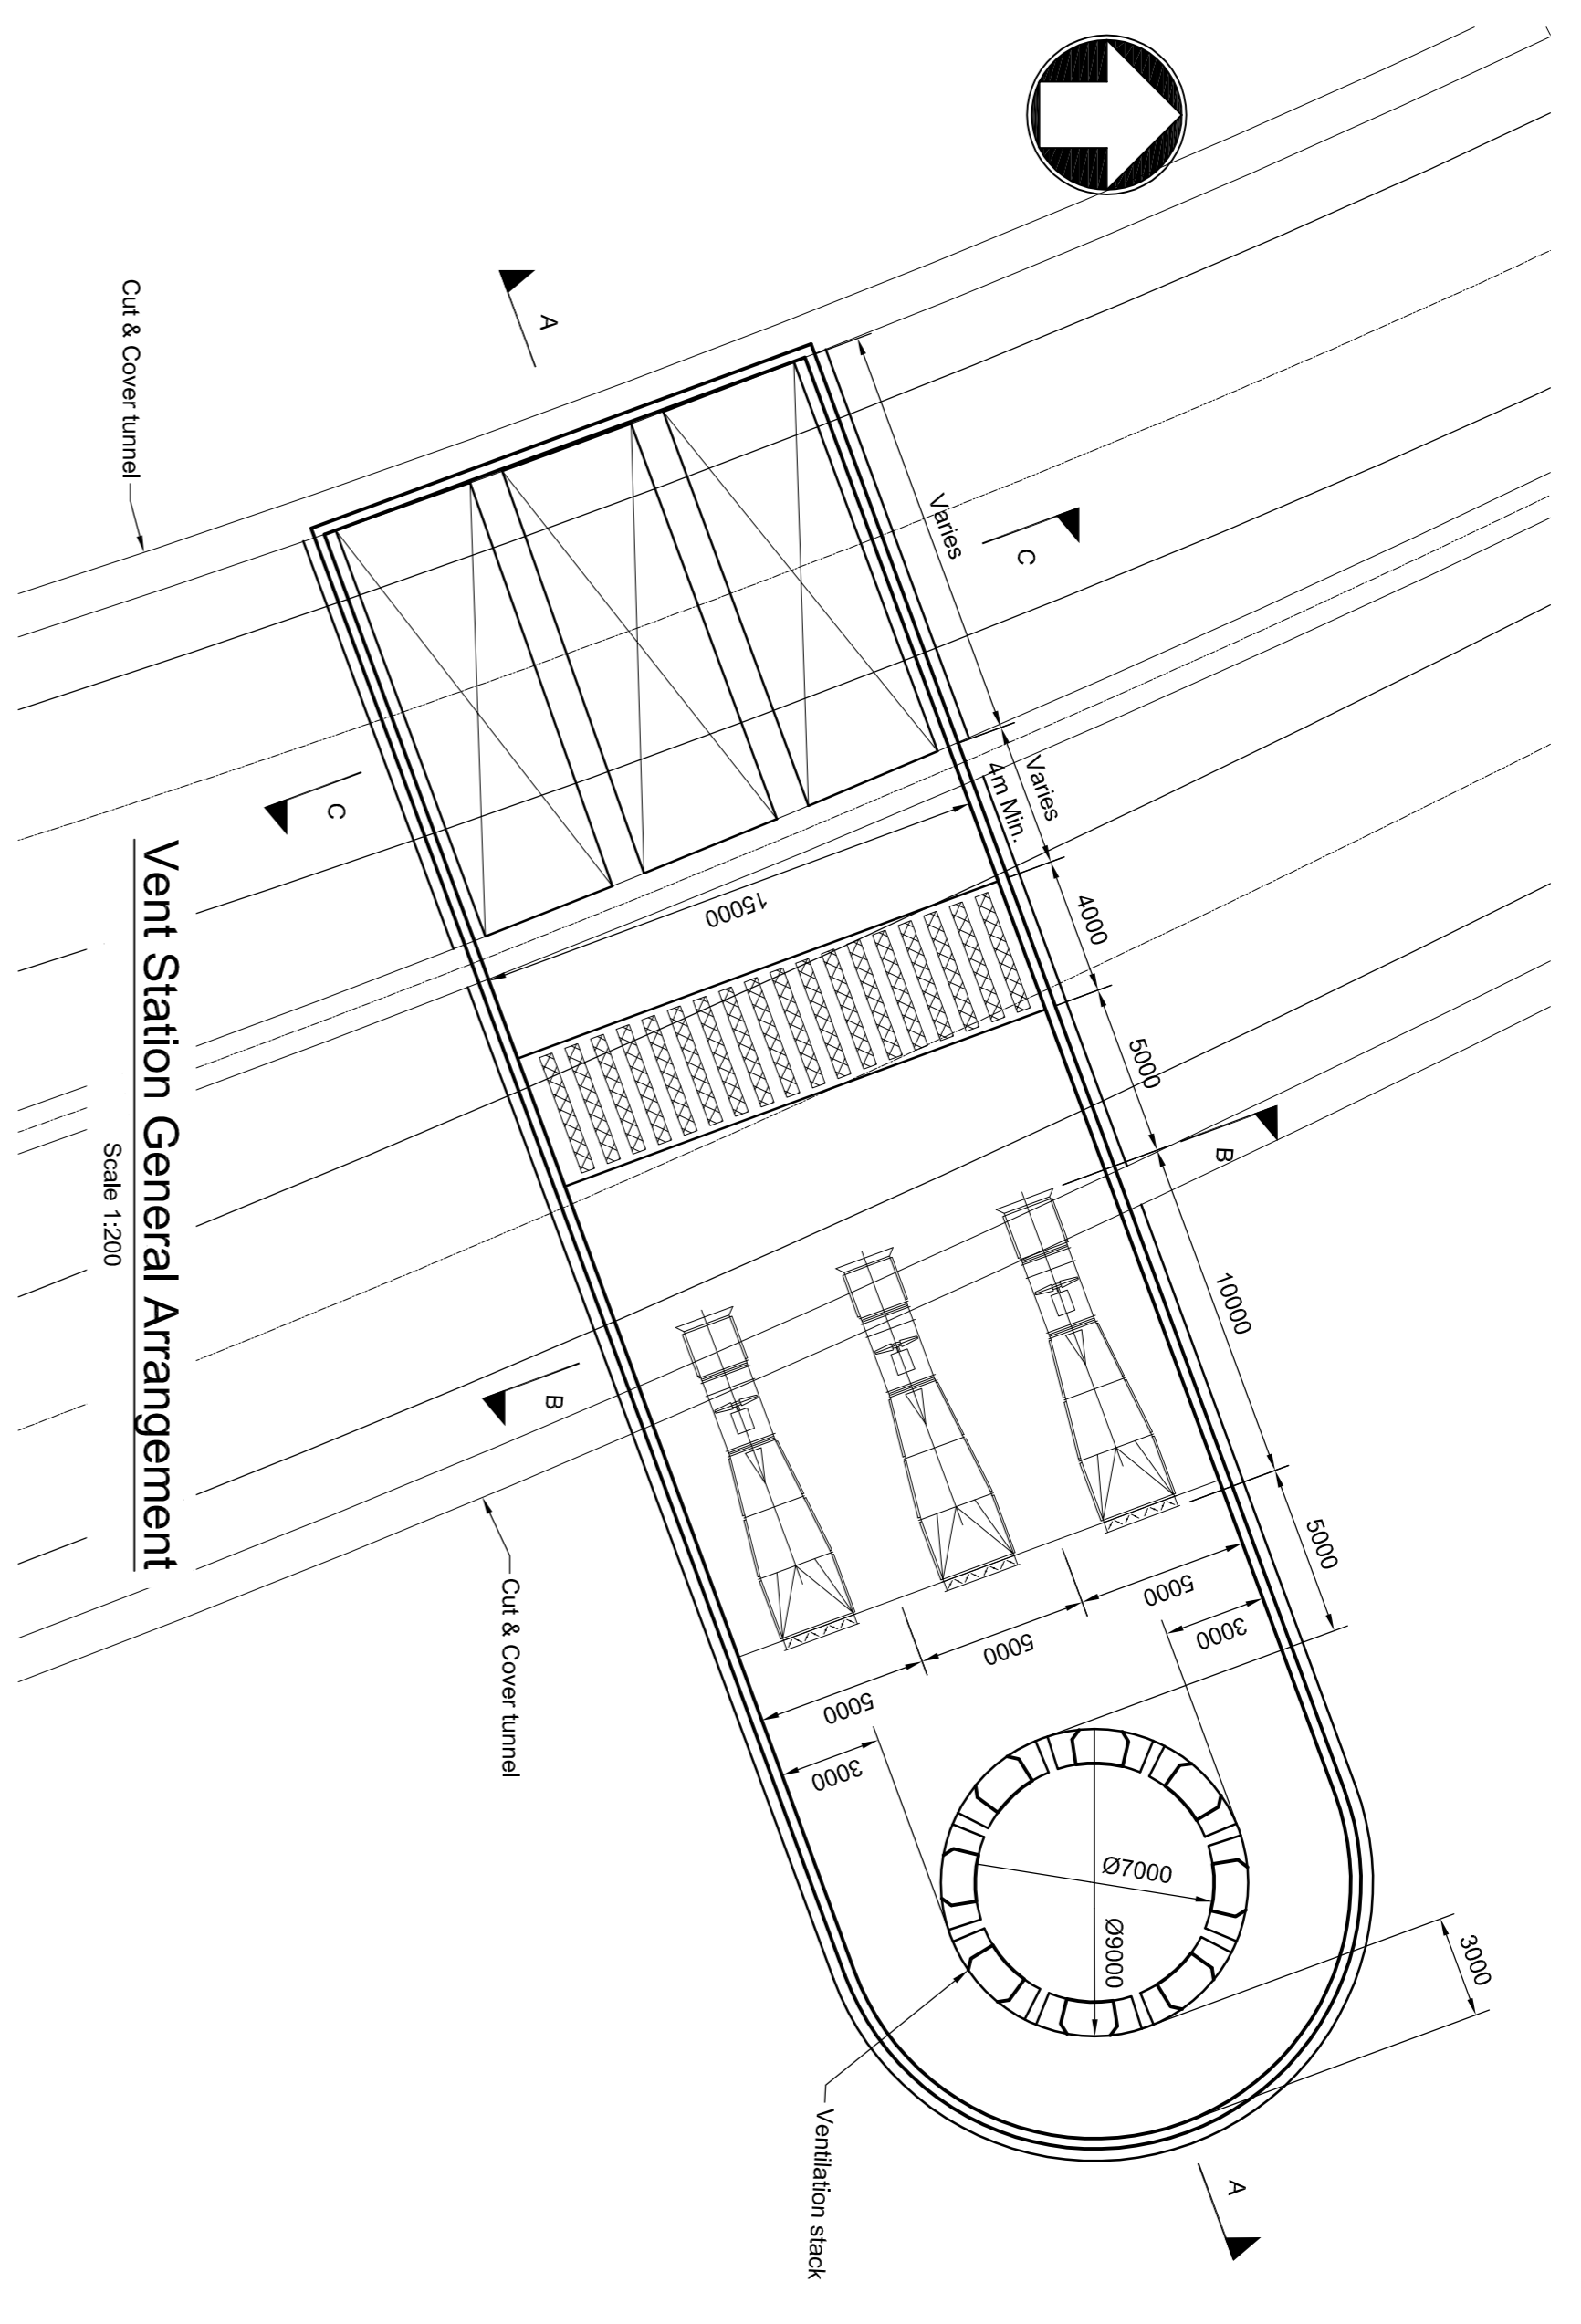 Cut & Cover tunnel
A
Varies
C
Varies
4m Min.
4000
5000
B
10000
5000
15000
C
B
5000
5000
5000
3000
3000
Ø7000
Ø9000
3000
Cut & Cover tunnel
Ventilation stack
A
Vent Station General Arrangement
Scale 1:200